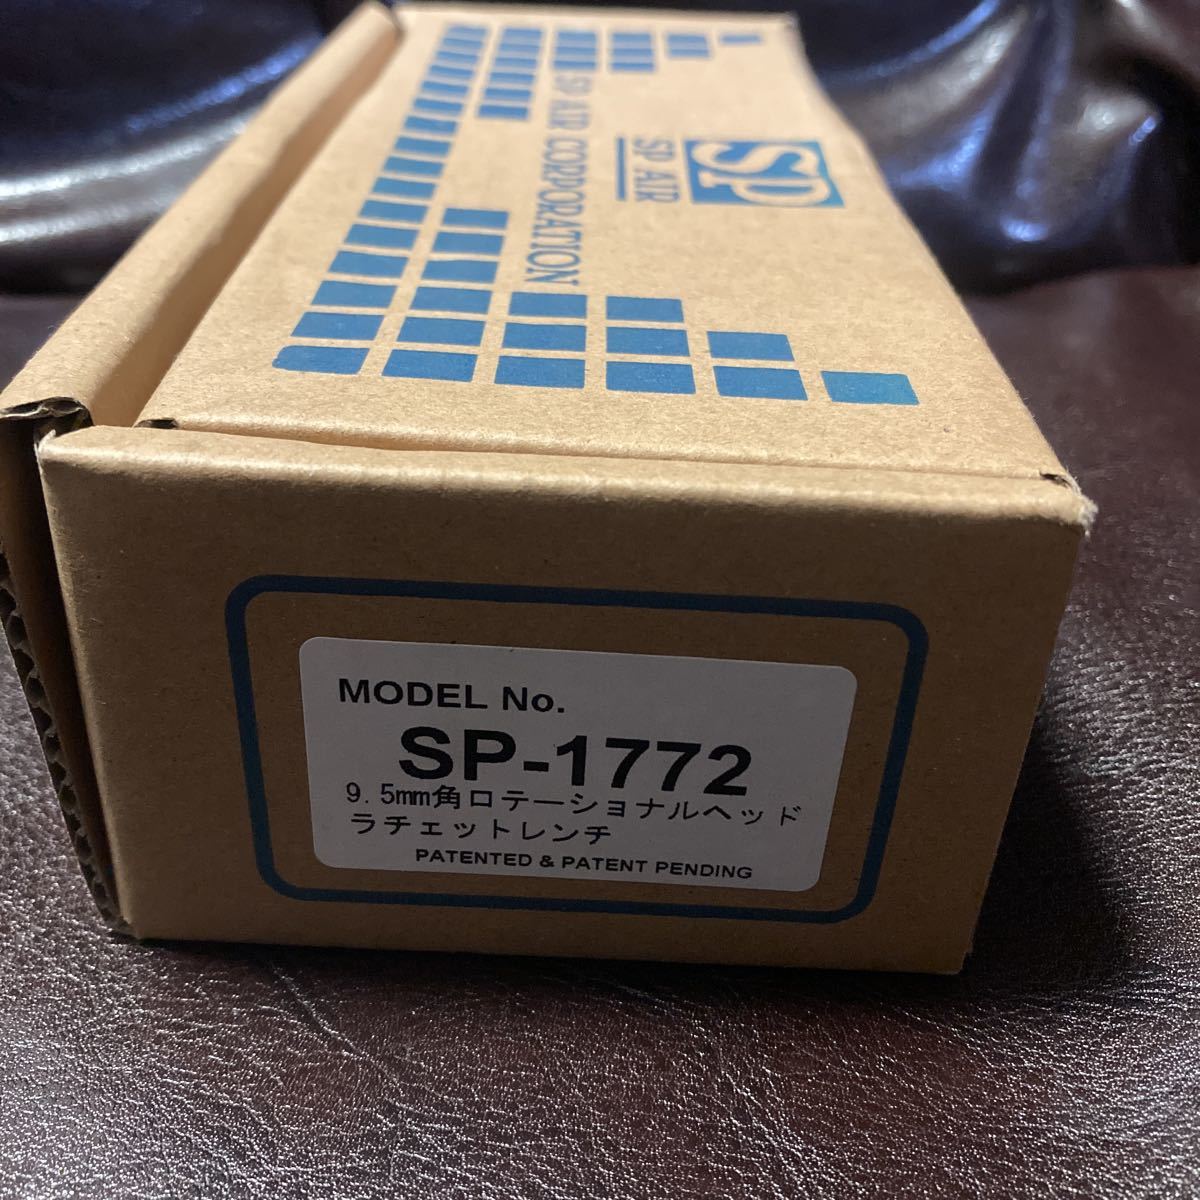 SP
SP AIR
SP AIR CORPORATION
MODEL No.
SP-1772
9.5mm角ロテーショナルヘッド
ラチェットレンチ
PATENTED & PATENT PENDING